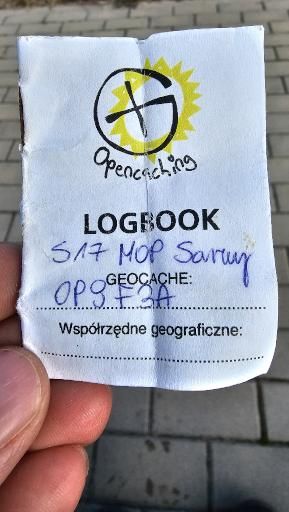 Opencaching
LOGBOOK
S17 MOP Sarny
GEOCACHE:
OP9F3A
Współrzędne geograficzne: